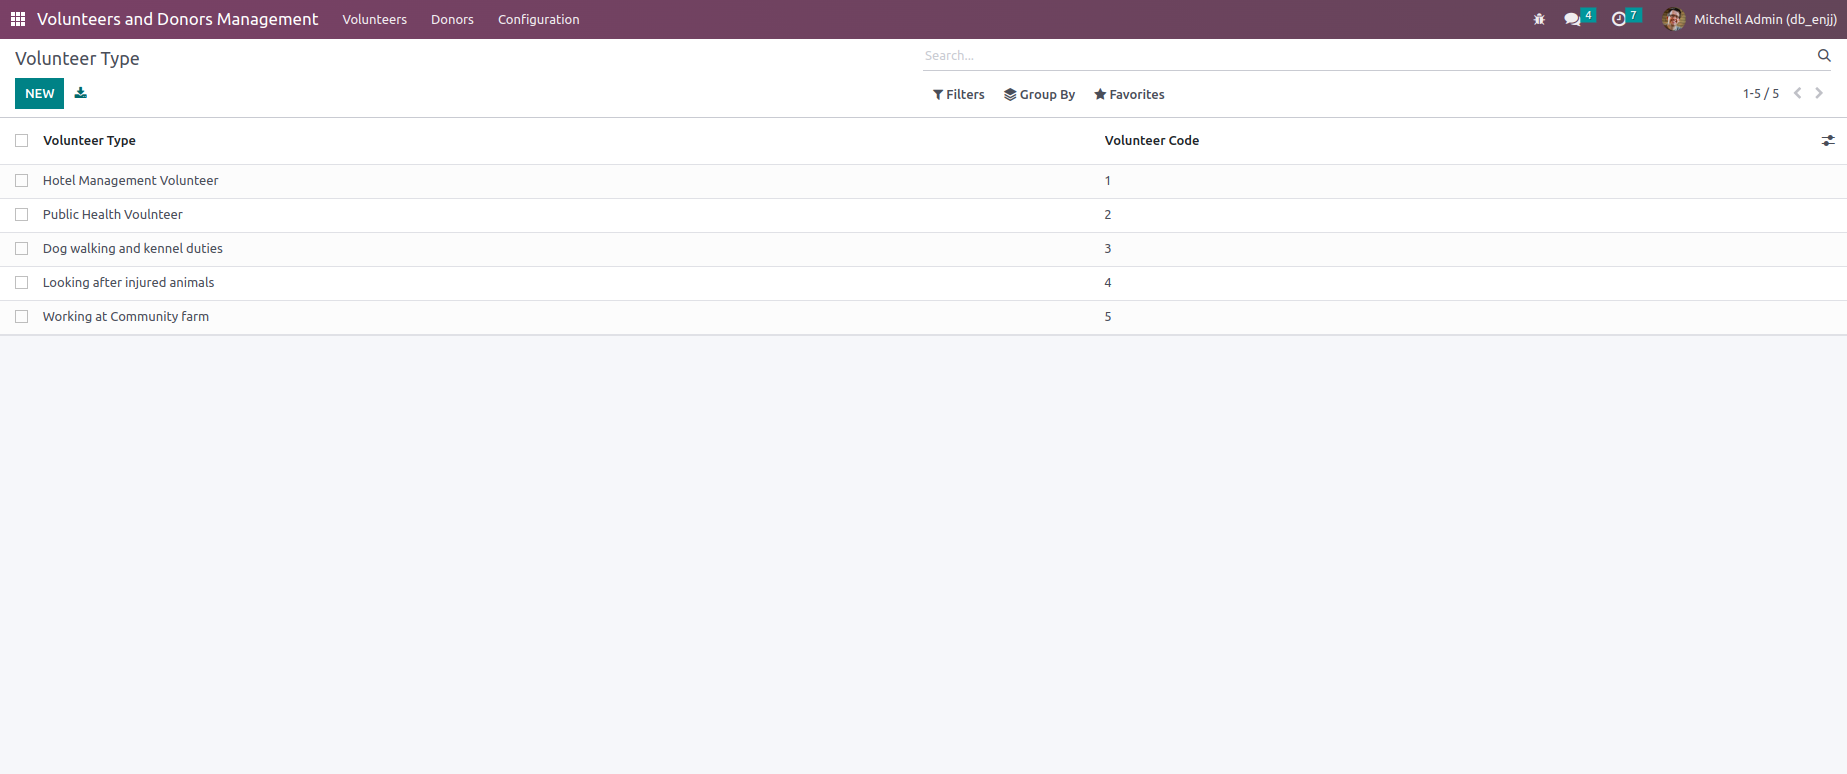 Volunteers and Donors Management Volunteers Donors Configuration 4 7 Mitchell Admin (db_enjj)
Volunteer Type Search...
NEW Filters Group By Favorites 1-5 / 5
Volunteer Type Volunteer Code
Hotel Management Volunteer 1
Public Health Voulnteer 2
Dog walking and kennel duties 3
Looking after injured animals 4
Working at Community farm 5